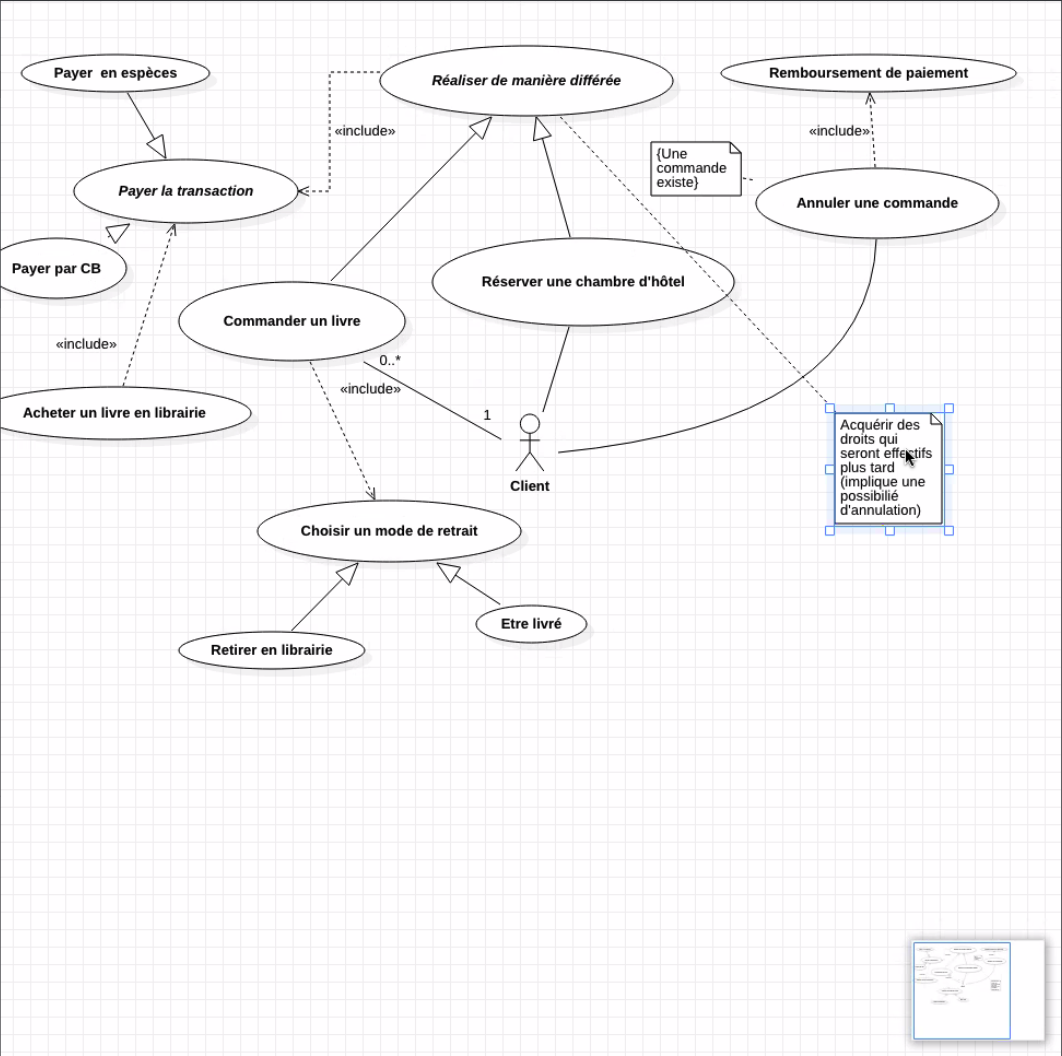 Payer en espèces
Réaliser de manière différée
Remboursement de paiement
«include»
«include»
{Une
commande
existe}
Payer la transaction
Annuler une commande
Payer par CB
Réserver une chambre d'hôtel
Commander un livre
«include»
0..*
«include»
Acheter un livre en librairie
1
Client
Acquérir des
droits qui
seront effectifs
plus tard
(implique une
possibilié
d'annulation)
Choisir un mode de retrait
Etre livré
Retirer en librairie